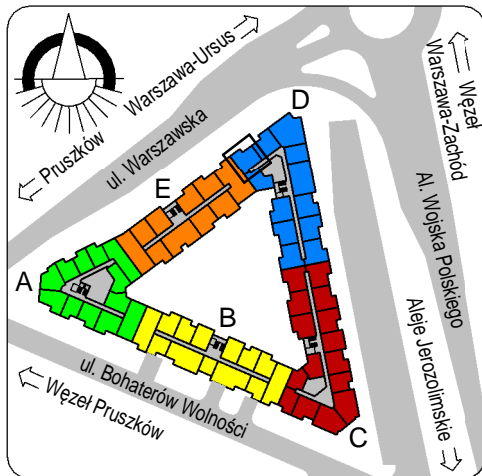 Warszawa-Ursus
Pruszków
ul. Warszawska
Węzeł
Warszawa-Zachód
Al. Wojska Polskiego
Aleje Jerozolimskie
D
E
A
B
C
ul. Bohaterów Wolności
Węzeł Pruszków